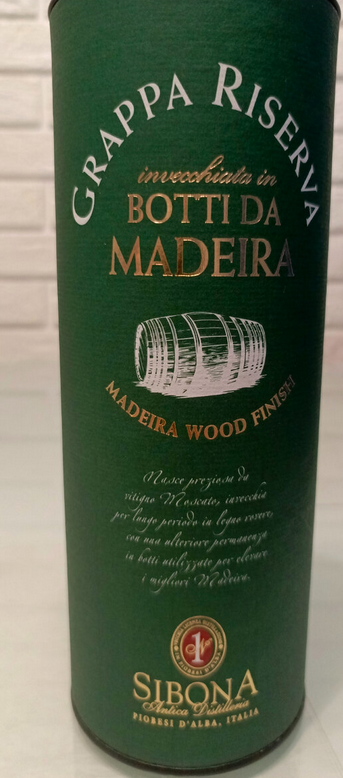 GRAPPA RISERVA
invecchiata in
BOTTI DA
MADEIRA
MADEIRA WOOD FINISH
Nasce preziosa da
vitigno Moscato, invecchia
per lungo periodo in legno rovere,
con una ulteriore permanenza
in botti utilizzate per elevare
i migliori Madeira.
1
SIBONA
Antica Distilleria
PIOBESI D'ALBA, ITALIA